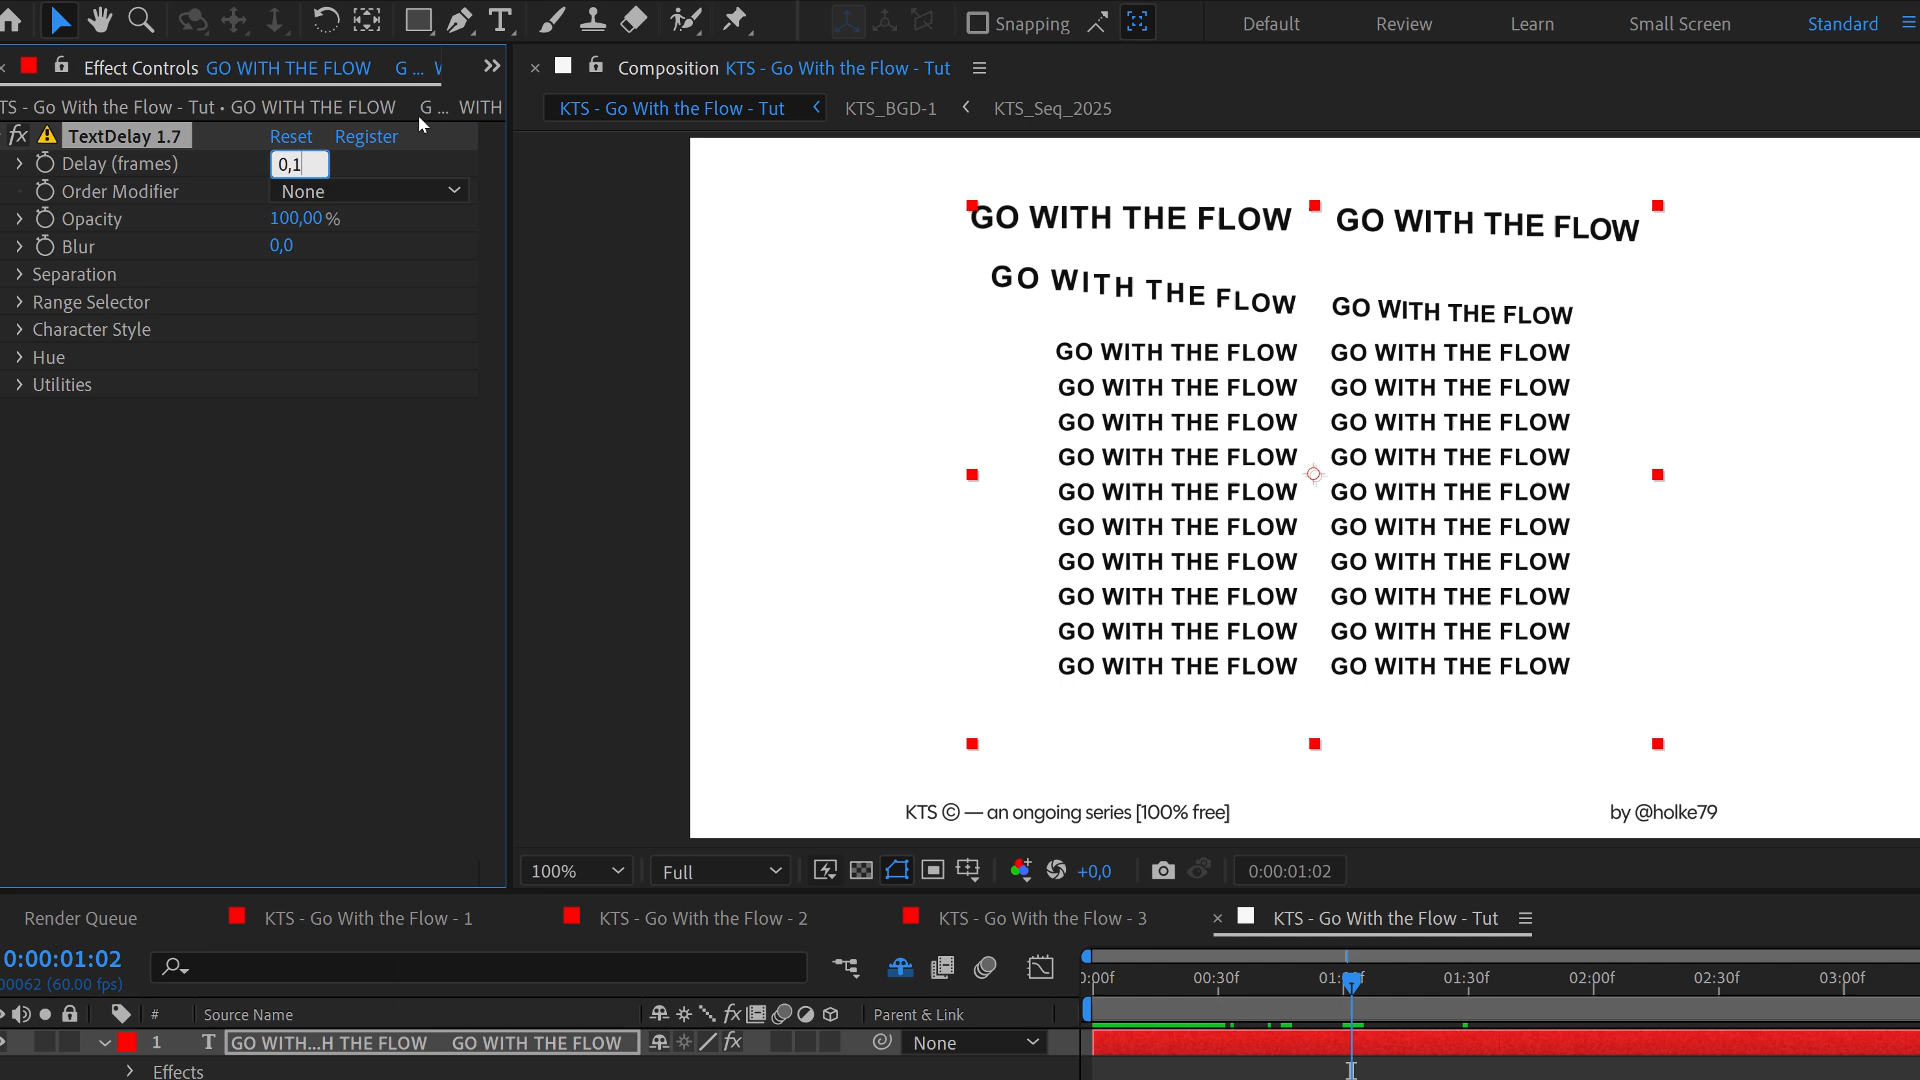 Snapping
Default
Review
Learn
Small Screen
Standard
Effect Controls GO WITH THE FLOW G ...
TS - Go With the Flow - Tut • GO WITH THE FLOW G ... WITH
fx TextDelay 1.7 Reset Register
Delay (frames) 0,1
Order Modifier None
Opacity 100,00 %
Blur 0,0
Separation
Range Selector
Character Style
Hue
Utilities
Composition KTS - Go With the Flow - Tut
KTS - Go With the Flow - Tut KTS_BGD-1 KTS_Seq_2025
GO WITH THE FLOW GO WITH THE FLOW
GO WITH THE FLOW GO WITH THE FLOW
GO WITH THE FLOW GO WITH THE FLOW
GO WITH THE FLOW GO WITH THE FLOW
GO WITH THE FLOW GO WITH THE FLOW
GO WITH THE FLOW GO WITH THE FLOW
GO WITH THE FLOW GO WITH THE FLOW
GO WITH THE FLOW GO WITH THE FLOW
GO WITH THE FLOW GO WITH THE FLOW
GO WITH THE FLOW GO WITH THE FLOW
GO WITH THE FLOW GO WITH THE FLOW
GO WITH THE FLOW GO WITH THE FLOW
KTS © — an ongoing series [100% free] by @holke79
100% Full +0,0 0:00:01:02
Render Queue KTS - Go With the Flow - 1 KTS - Go With the Flow - 2 KTS - Go With the Flow - 3 KTS - Go With the Flow - Tut
0:00:01:02
00062 (60.00 fps)
0:00f 00:30f 01:30f 02:00f 02:30f 03:00f
# Source Name fx Parent & Link
1 T GO WITH...H THE FLOW GO WITH THE FLOW fx None
Effects